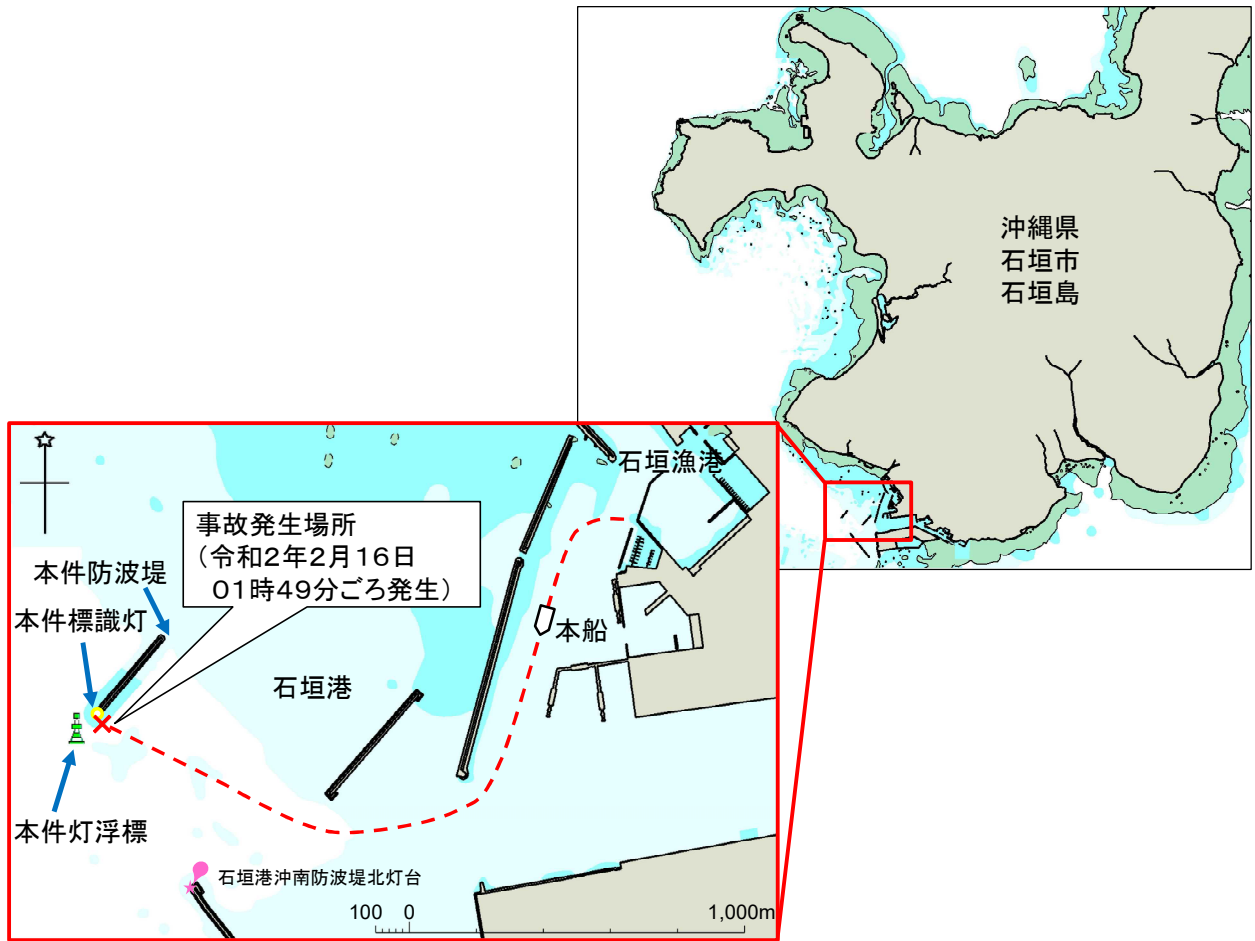 沖縄県
石垣市
石垣島
石垣漁港
事故発生場所
(令和2年2月16日
01時49分ごろ発生)
本件防波堤
本件標識灯
本船
石垣港
本件灯浮標
石垣港沖南防波堤北灯台
100 0 1,000m